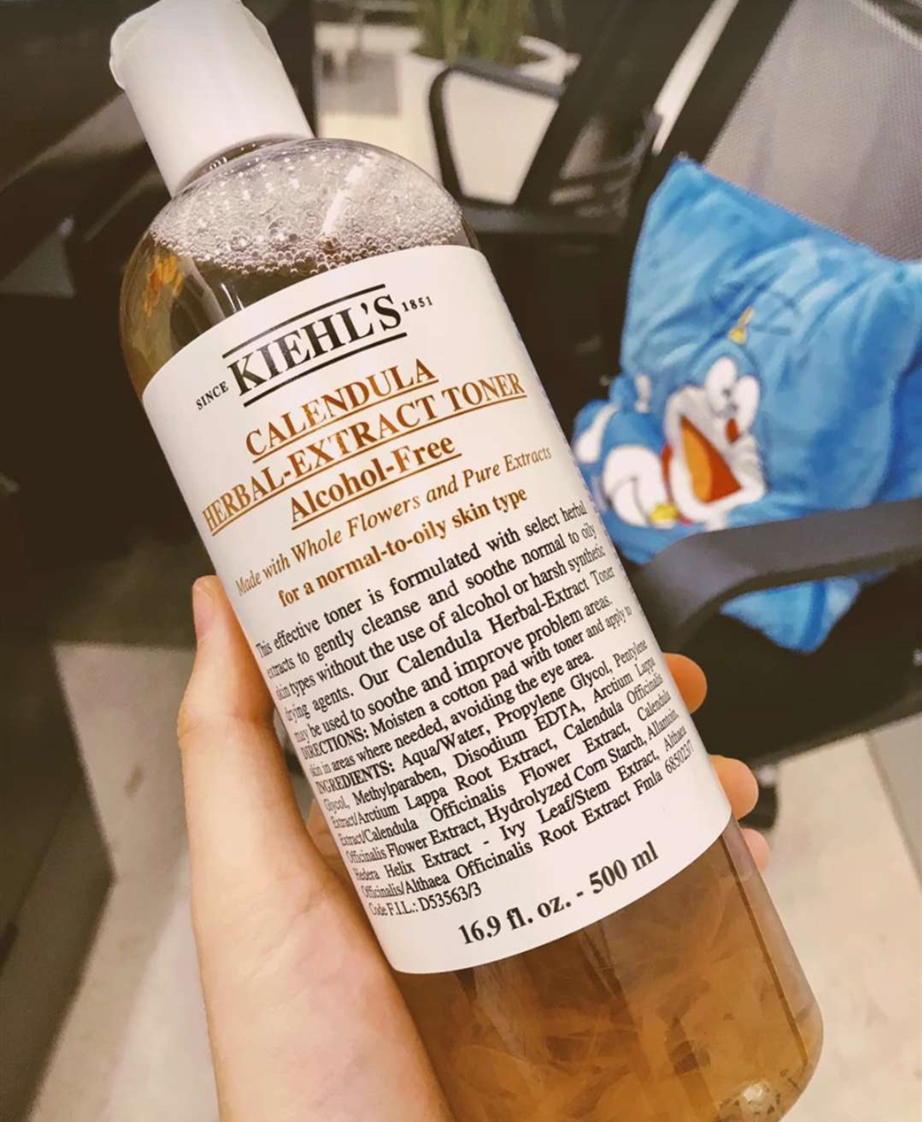 SINCE KIEHL'S 1851
CALENDULA
HERBAL-EXTRACT TONER
Alcohol-Free
Made with Whole Flowers and Pure Extracts
for a normal-to-oily skin type
This effective toner is formulated with select herbal
extracts to gently cleanse and soothe normal to oily
skin types without the use of alcohol or harsh synthetic
drying agents. Our Calendula Herbal-Extract Toner
may be used to soothe and improve problem areas.
DIRECTIONS: Moisten a cotton pad with toner and apply to
skin in areas where needed, avoiding the eye area.
INGREDIENTS: Aqua/Water, Propylene Glycol, Pentylene
Glycol, Methylparaben, Disodium EDTA, Arctium Lappa
Extract/Arctium Lappa Root Extract, Calendula Officinalis
Extract/Calendula Officinalis Flower Extract, Calendula
Officinalis Flower Extract, Hydrolyzed Corn Starch, Allantoin,
Hedera Helix Extract - Ivy Leaf/Stem Extract, Althaea
Officinalis/Althaea Officinalis Root Extract Fmla
Code F.I.L.: D53563/3
16.9 fl. oz. - 500 ml